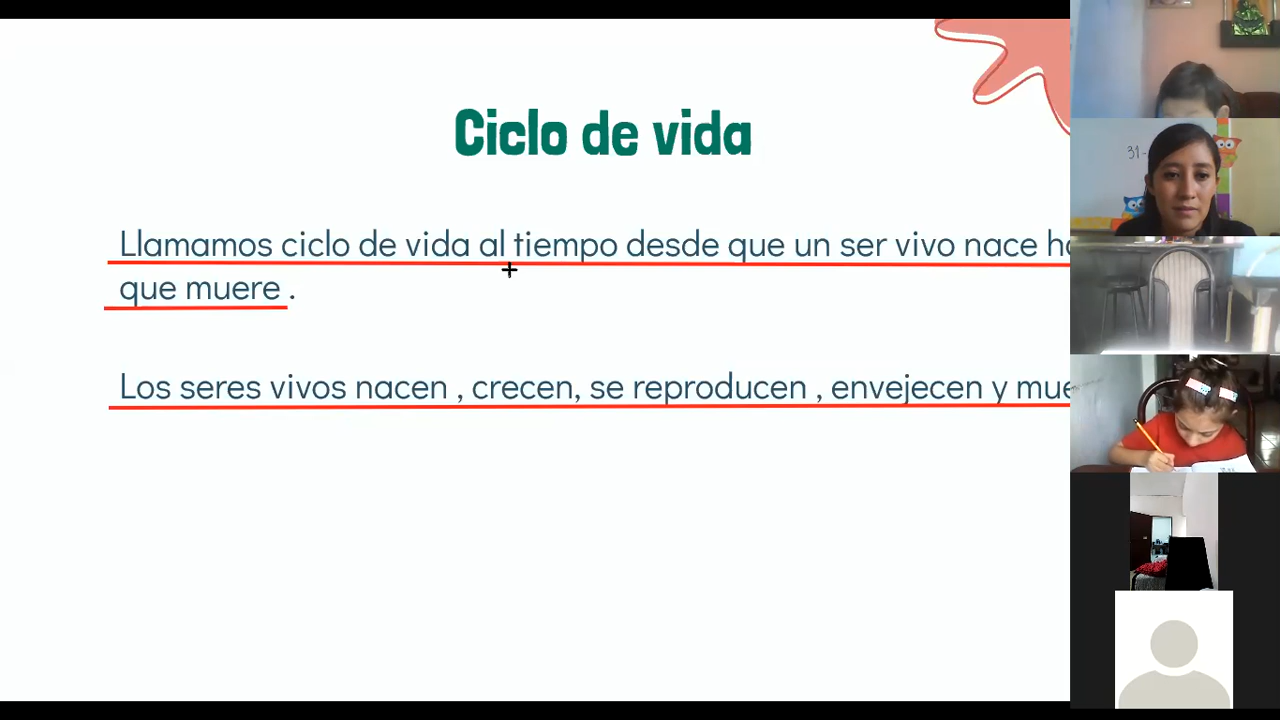 Ciclo de vida
Llamamos ciclo de vida al tiempo desde que un ser vivo nace
que muere .
Los seres vivos nacen , crecen, se reproducen , envejecen y
31-